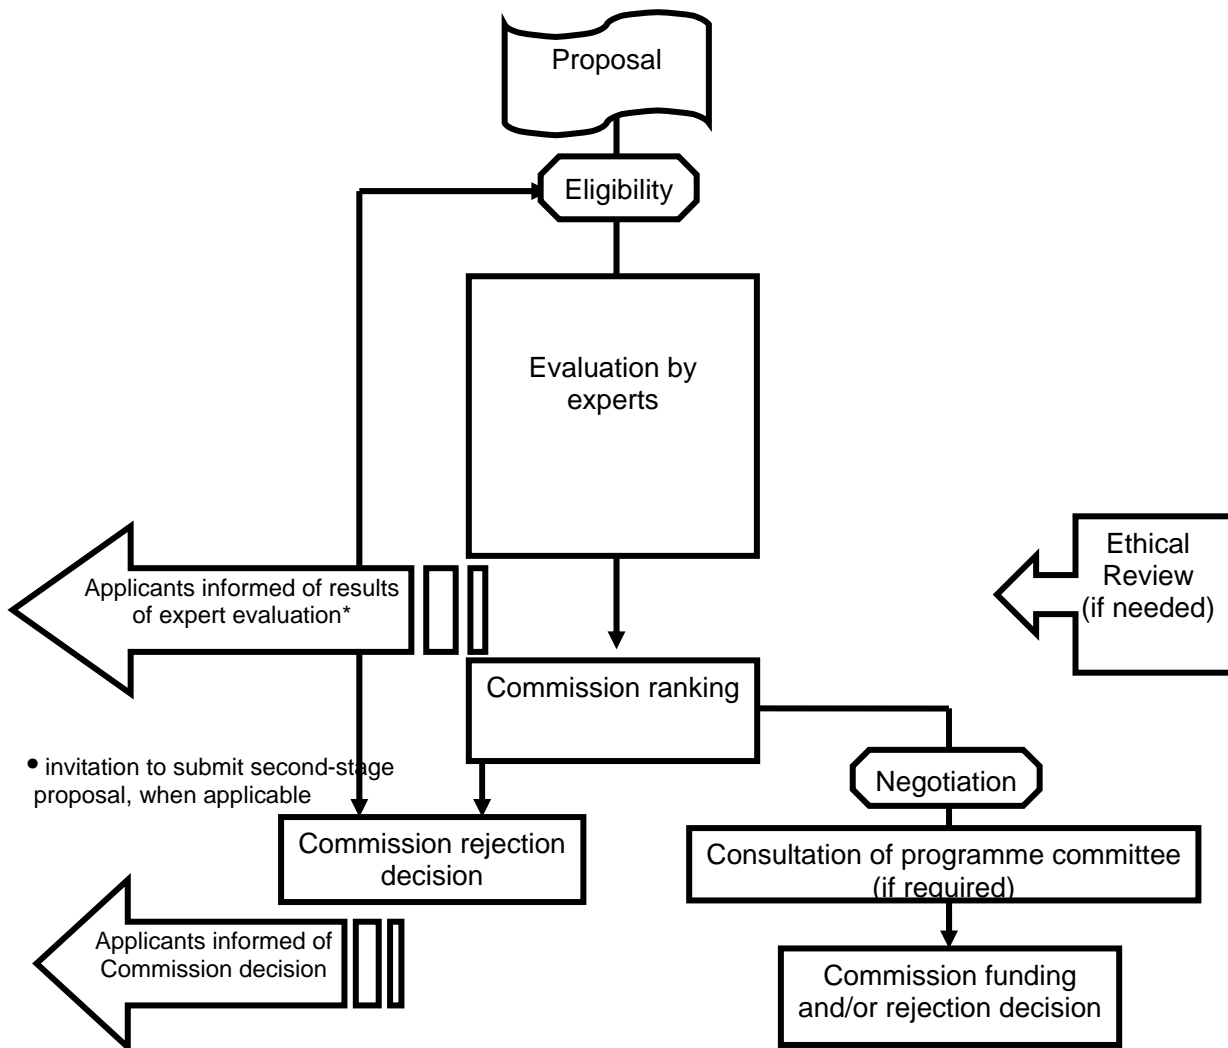 Proposal
Eligibility
Evaluation by
experts
Ethical
Review
(if needed)
Applicants informed of results
of expert evaluation*
Commission ranking
• invitation to submit second-stage
proposal, when applicable
Negotiation
Commission rejection
decision
Consultation of programme committee
(if required)
Applicants informed of
Commission decision
Commission funding
and/or rejection decision